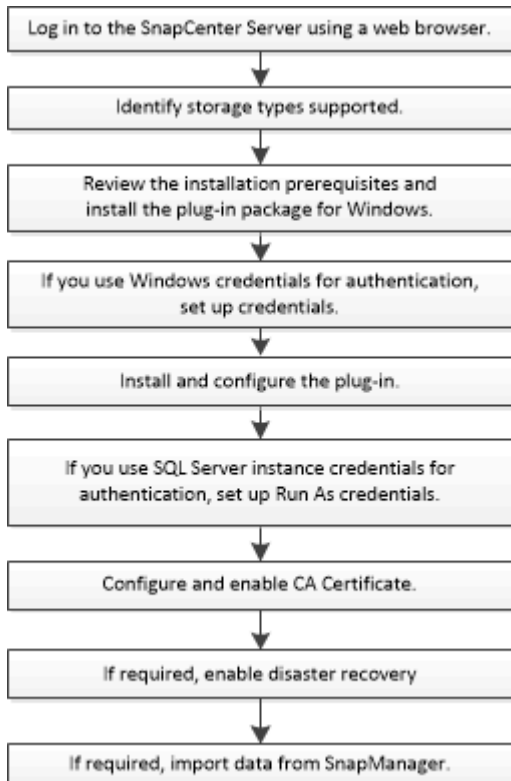 Log in to the SnapCenter Server using a web browser.
Identify storage types supported.
Review the installation prerequisites and
install the plug-in package for Windows.
If you use Windows credentials for authentication,
set up credentials.
Install and configure the plug-in.
If you use SQL Server instance credentials for
authentication, set up Run As credentials.
Configure and enable CA Certificate.
If required, enable disaster recovery
If required, import data from SnapManager.